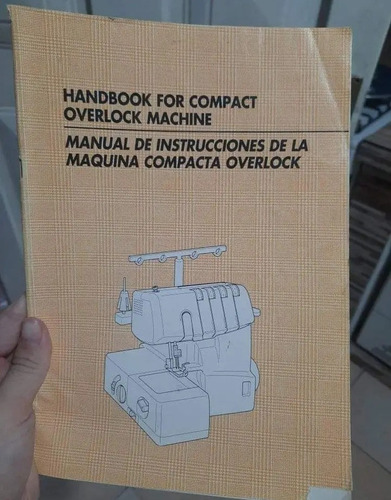 HANDBOOK FOR COMPACT
OVERLOCK MACHINE
MANUAL DE INSTRUCCIONES DE LA
MAQUINA COMPACTA OVERLOCK